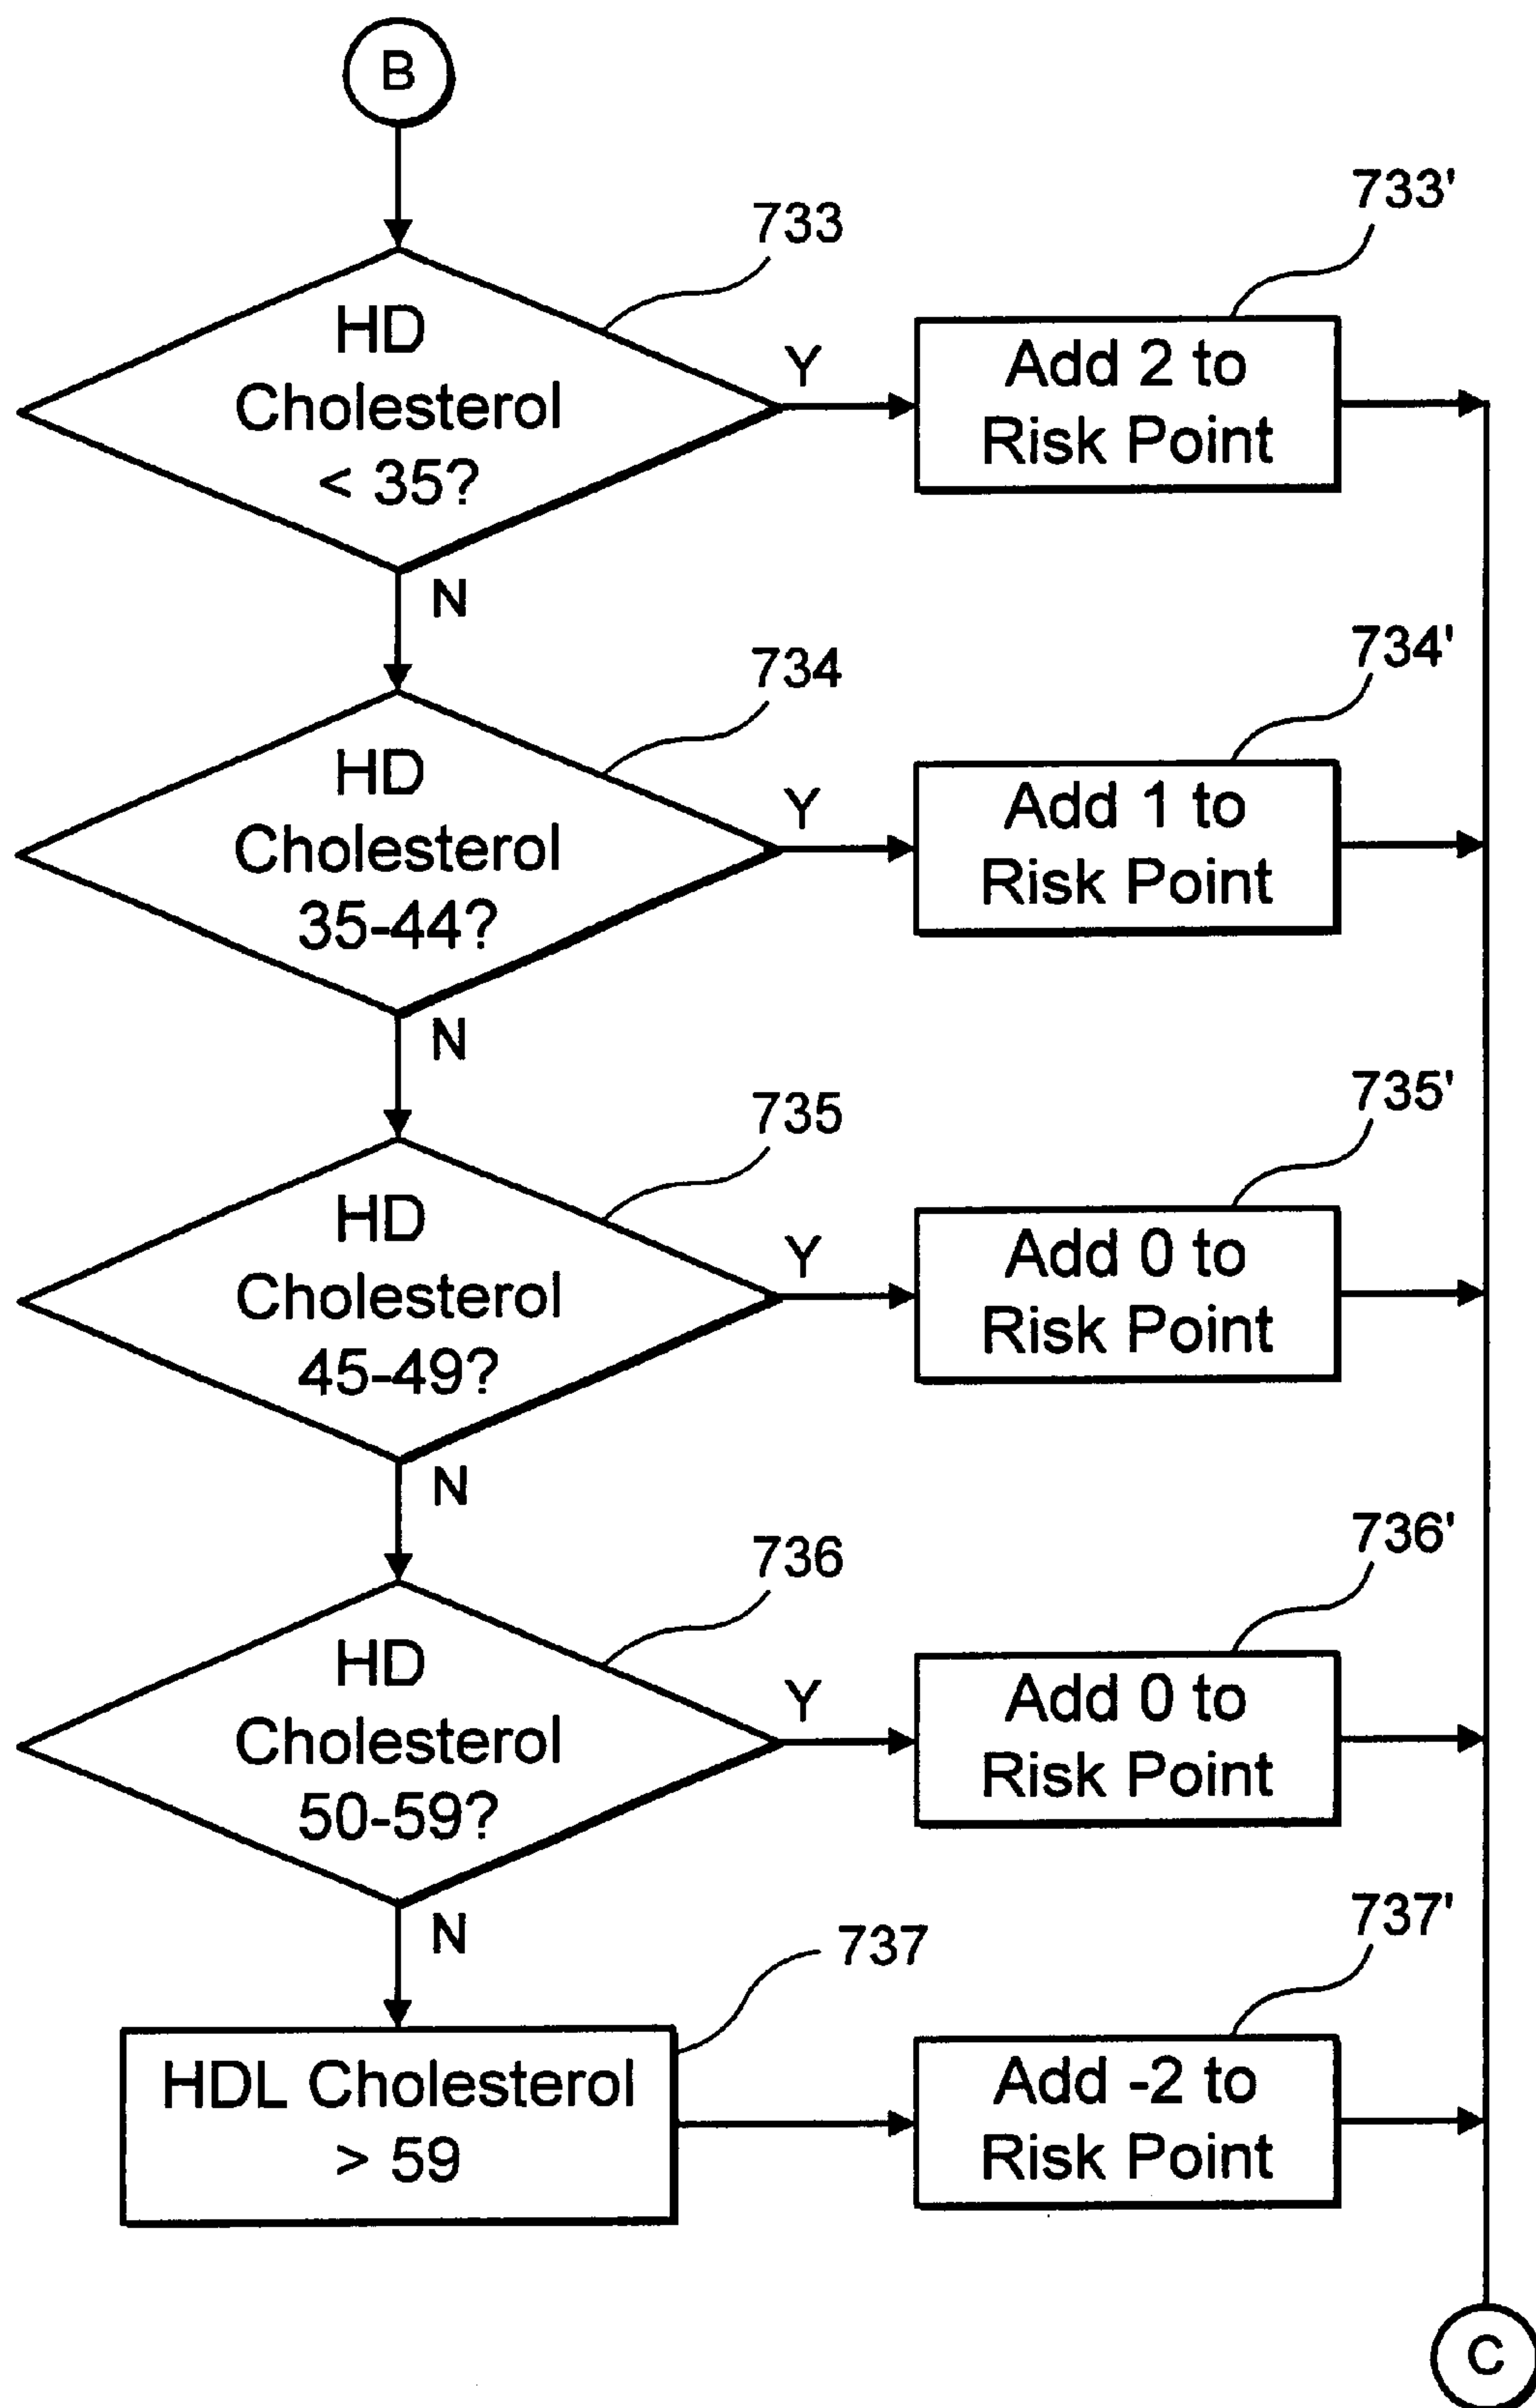 B
733
733'
HD
Cholesterol
< 35?
Y
Add 2 to
Risk Point
N
734
734'
HD
Cholesterol
35-44?
Y
Add 1 to
Risk Point
N
735
735'
HD
Cholesterol
45-49?
Y
Add 0 to
Risk Point
N
736
736'
HD
Cholesterol
50-59?
Y
Add 0 to
Risk Point
N
737
737'
HDL Cholesterol
> 59
Add -2 to
Risk Point
C